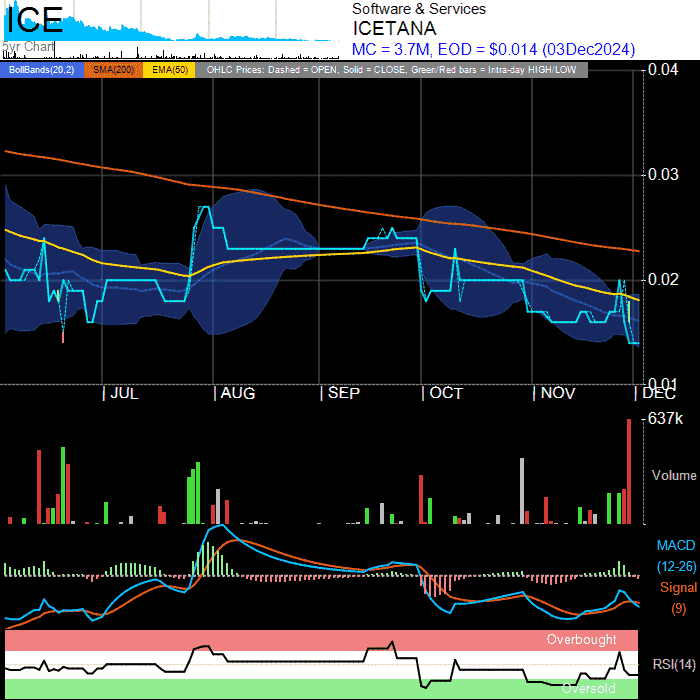 ICE
5yr Chart
Software & Services
ICETANA
MC = 3.7M, EOD = $0.014 (03Dec2024)
BollBands(20,2) SMA(200) EMA(50) OHLC Prices: Dashed = OPEN, Solid = CLOSE, Green/Red bars = Intra-day HIGH/LOW
0.04
0.03
0.02
0.01
| JUL | AUG | SEP | OCT | NOV | DEC
637k
Volume
MACD
(12-26)
Signal
(9)
Overbought
RSI(14)
Oversold